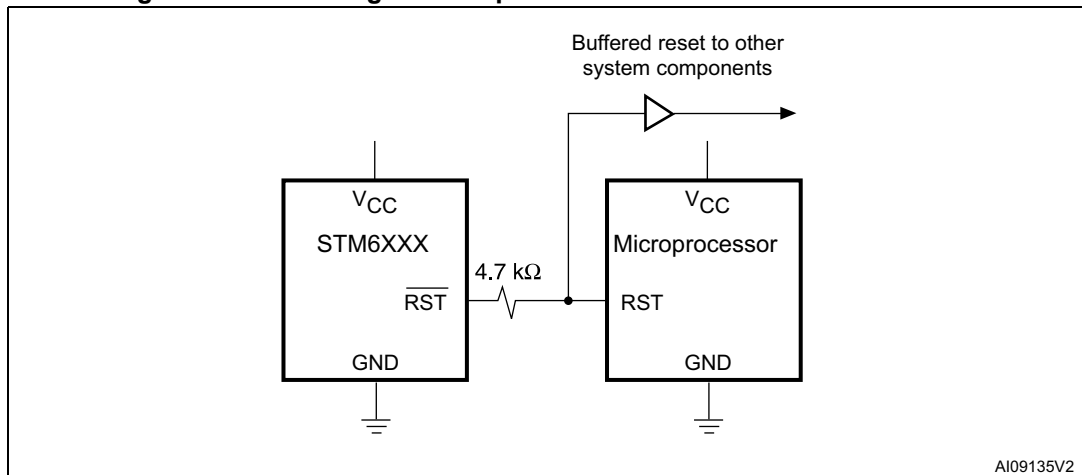 Buffered reset to other
system components
VCC
STM6XXX
RST
GND
4.7 kΩ
VCC
Microprocessor
RST
GND
AI09135V2